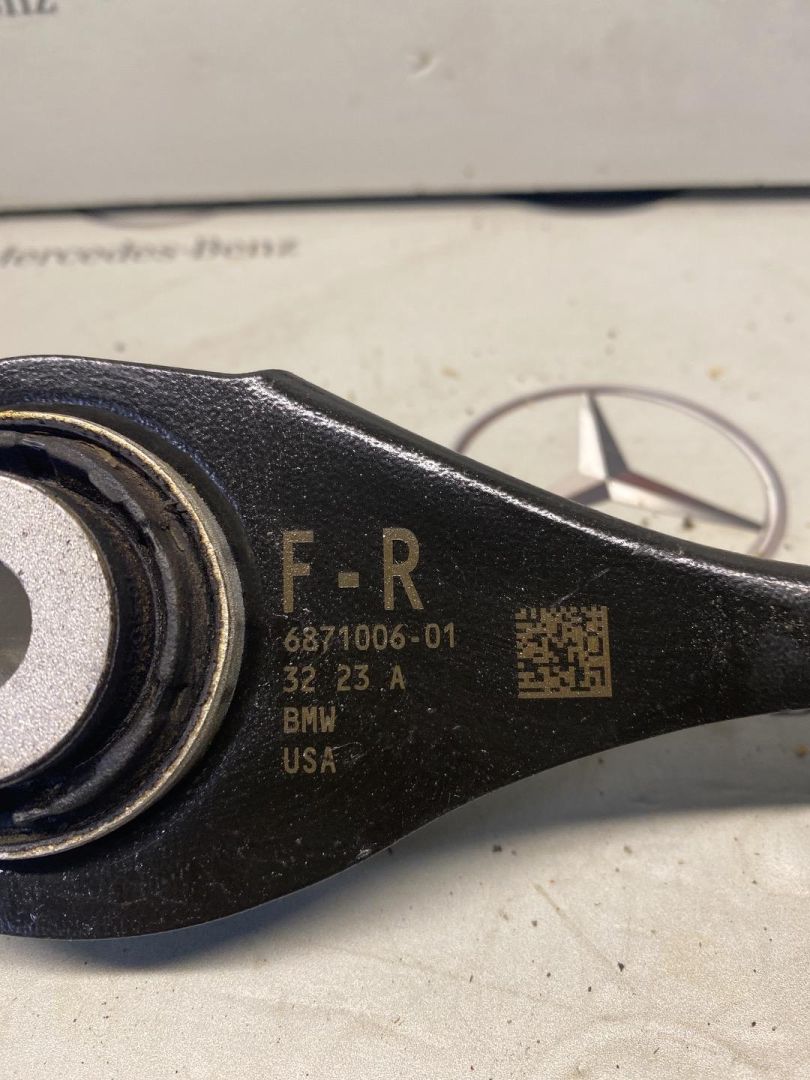 Mercedes-Benz
F-R
6871006-01
32 23 A
BMW
USA